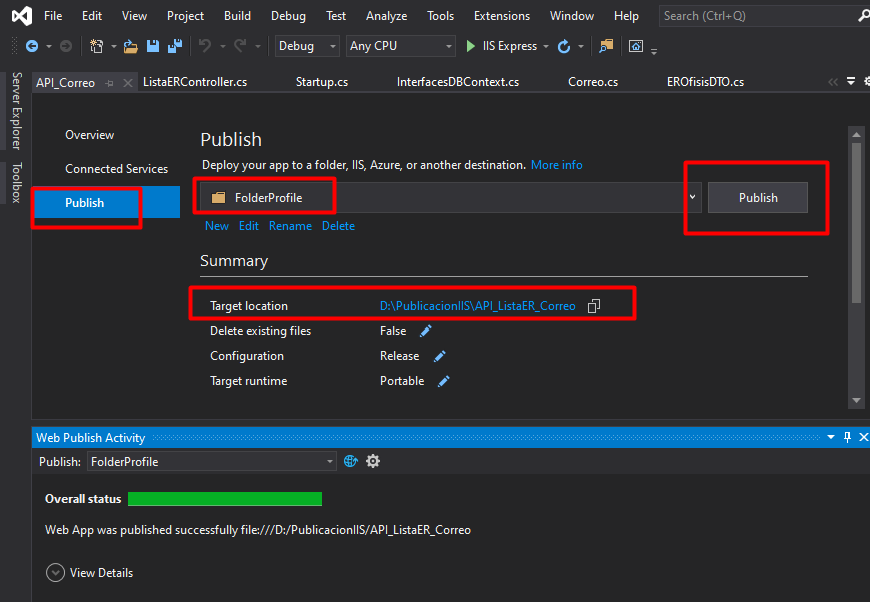 File Edit View Project Build Debug Test Analyze Tools Extensions Window Help Search (Ctrl+Q)
Debug Any CPU IIS Express
Server Explorer
Toolbox
API_Correo ListaERController.cs Startup.cs InterfacesDBContext.cs Correo.cs EROfisisDTO.cs
Overview
Connected Services
Publish
Publish
Deploy your app to a folder, IIS, Azure, or another destination. More info
FolderProfile Publish
New Edit Rename Delete
Summary
Target location D:\PublicacionIIS\API_ListaER_Correo
Delete existing files False
Configuration Release
Target runtime Portable
Web Publish Activity
Publish: FolderProfile
Overall status
Web App was published successfully file:///D:/PublicacionIIS/API_ListaER_Correo
View Details